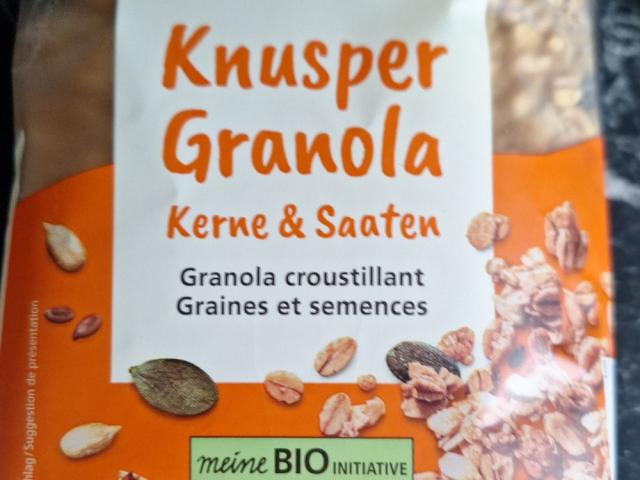 Knusper
Granola
Kerne & Saaten
Granola croustillant
Graines et semences
meine BIO INITIATIVE
/Suggestion de présentation